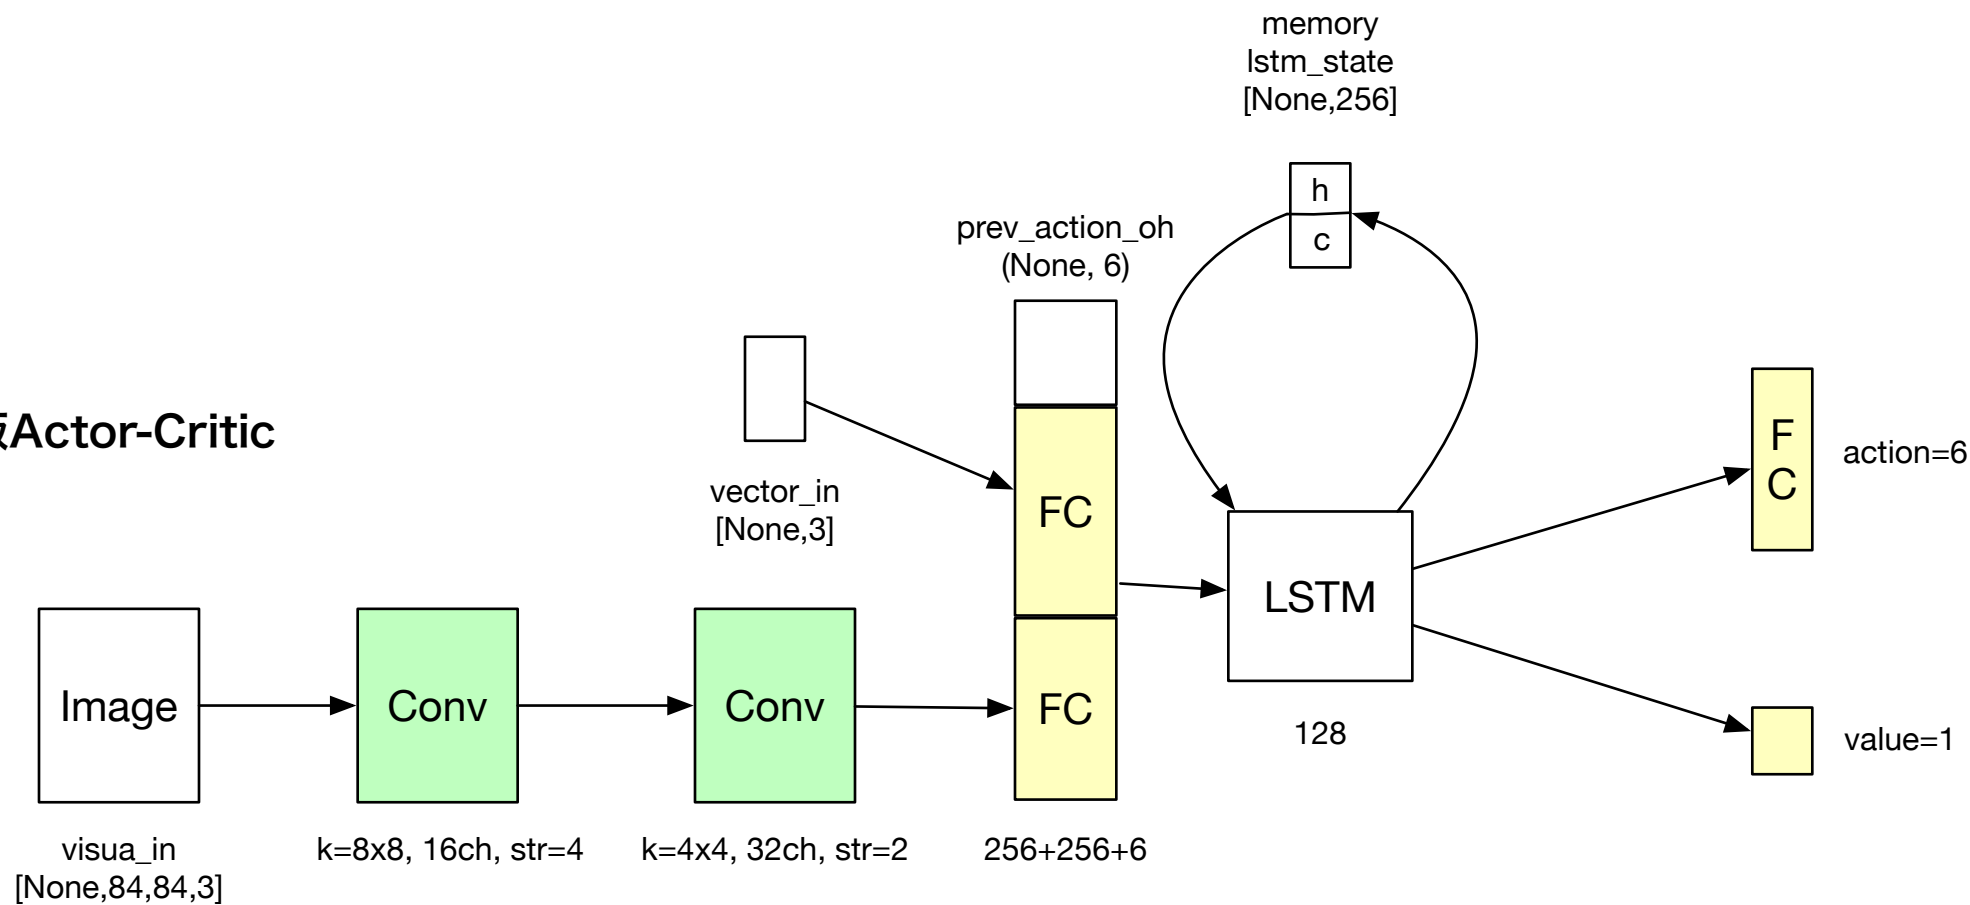 memory
lstm_state
[None,256]
h
c
prev_action_oh
(None, 6)
Actor-Critic
vector_in
[None,3]
FC
F
C
action=6
LSTM
128
Image
Conv
Conv
FC
value=1
visua_in
[None,84,84,3]
k=8x8, 16ch, str=4
k=4x4, 32ch, str=2
256+256+6